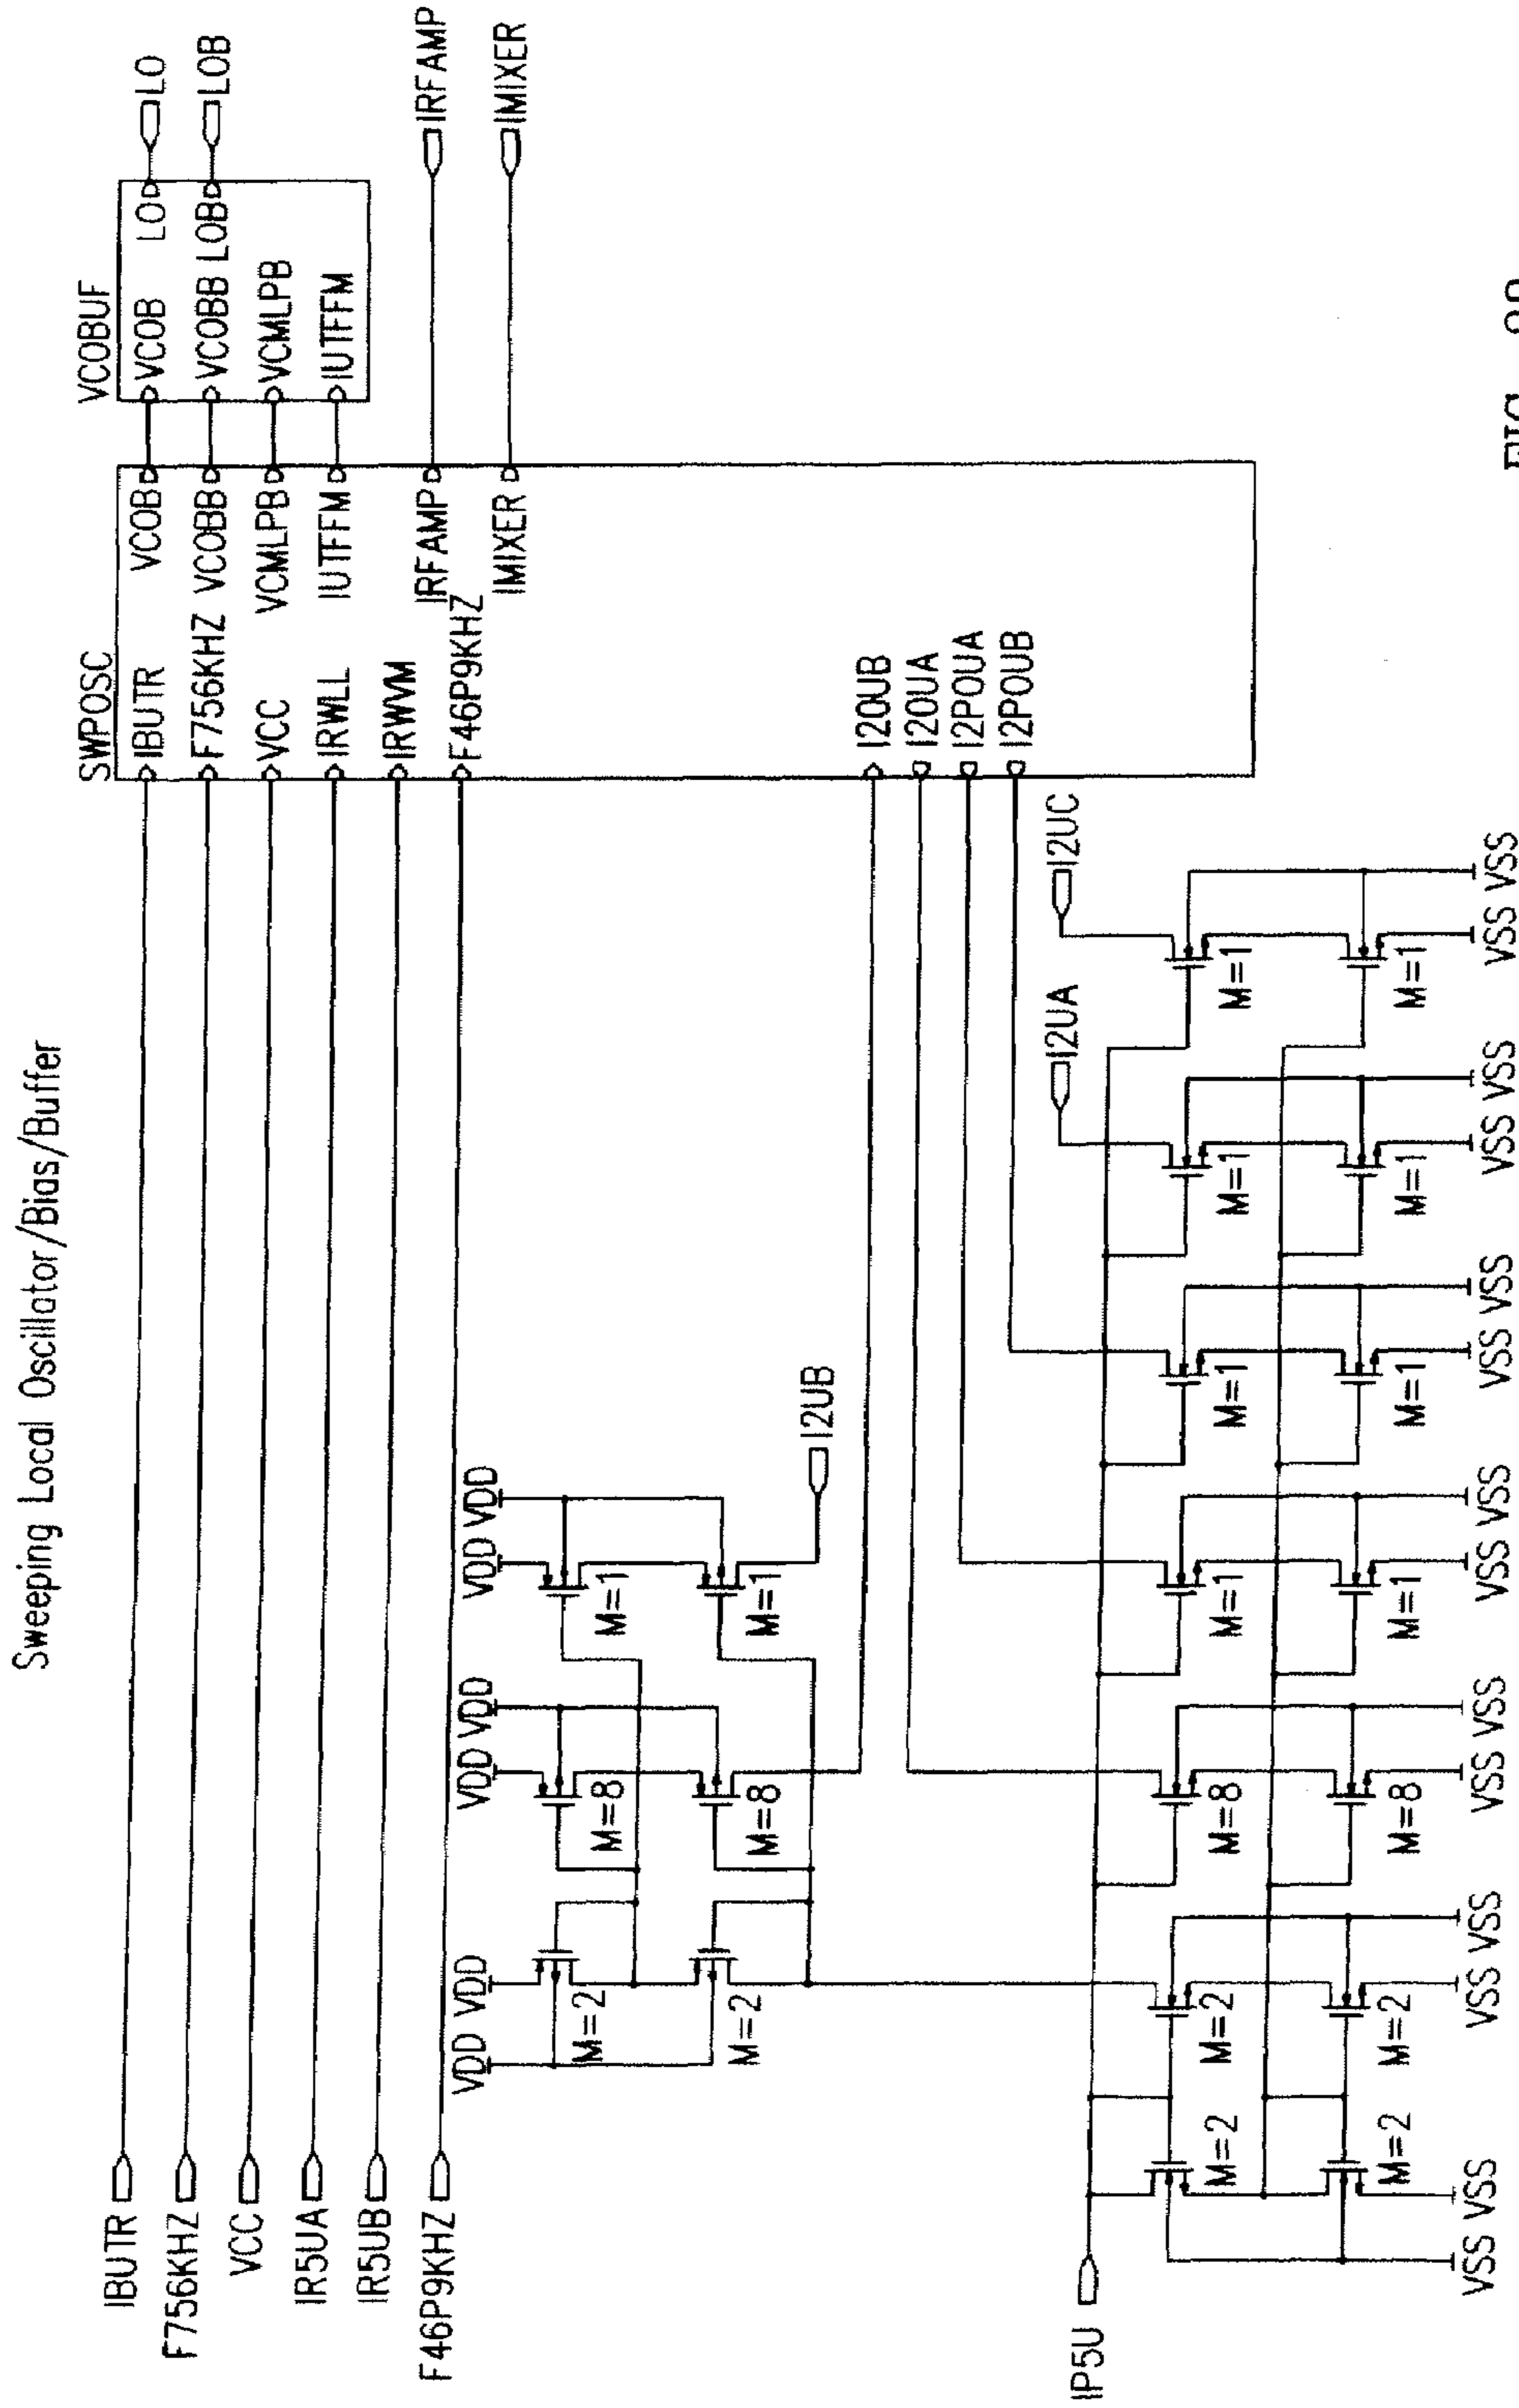 Sweeping Local Oscillator/Bias/Buffer
SWPOSC
VCOBUF
IBUTR
IBUTR
VCOB
VCOB
LO
LO
F756KHZ
F756KHZ
VCOBB
VCOBB
LOB
LOB
VCC
VCC
VCMLPB
VCMLPB
IR5UA
IRWLL
IUTFFM
IUTFFM
IR5UB
IRWVM
IRFAMP
IRFAMP
F46P9KHZ
F46P9KHZ
IMIXER
IMIXER
VDD VDD
VDD VDD
VDD VDD
M=2
M=8
M=1
M=2
M=8
M=1
I2UB
I20UB
I20UA
I2P0UA
I2P0UB
I2UA
I2UC
IP5U
M=2
M=2
M=8
M=1
M=1
M=1
M=1
M=2
M=2
M=8
M=1
M=1
M=1
M=1
VSS VSS
VSS VSS
VSS VSS
VSS VSS
VSS VSS
VSS VSS
VSS VSS